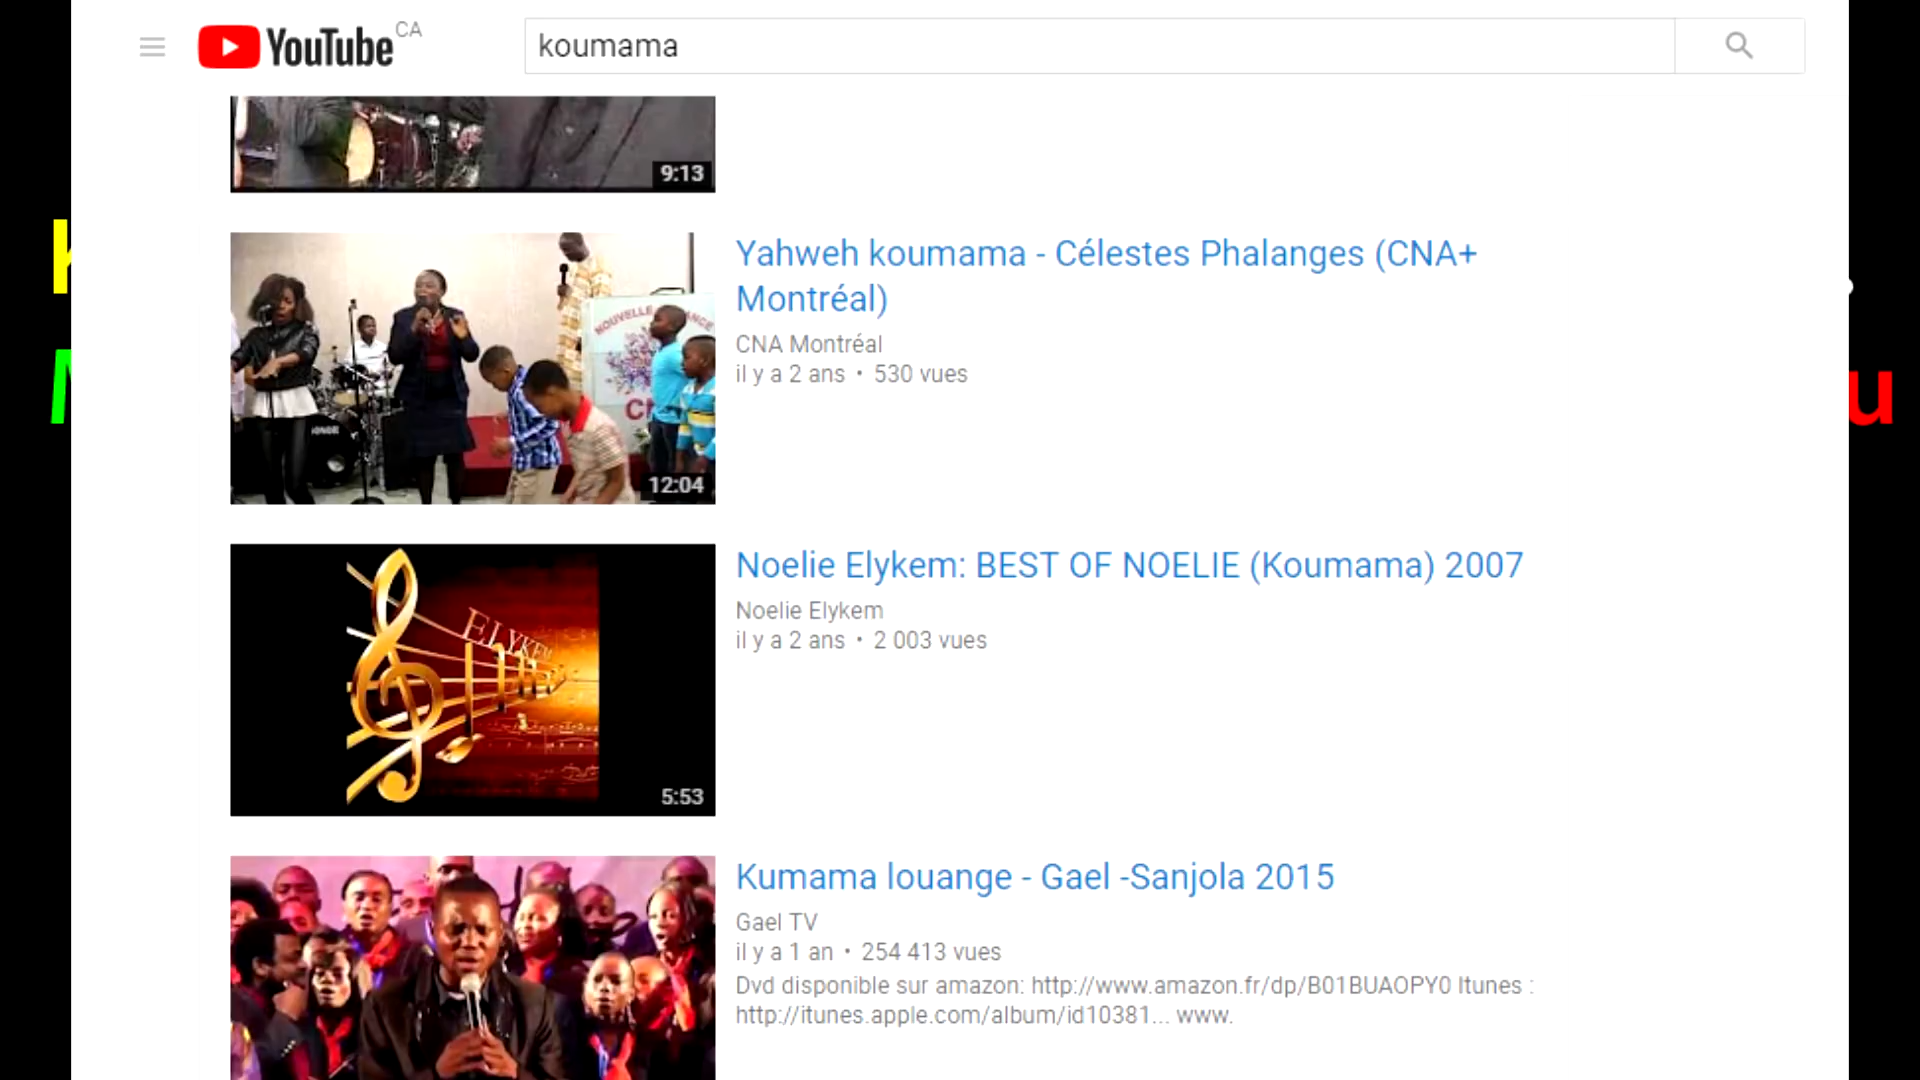 YouTube CA
koumama
9:13
Yahweh koumama - Célestes Phalanges (CNA+
Montréal)
CNA Montréal
il y a 2 ans • 530 vues
NOUVELLE
12:04
Noelie Elykem: BEST OF NOELIE (Koumama) 2007
Noelie Elykem
il y a 2 ans • 2 003 vues
ELYKEM
5:53
Kumama louange - Gael -Sanjola 2015
Gael TV
il y a 1 an • 254 413 vues
Dvd disponible sur amazon: http://www.amazon.fr/dp/B01BUAOPY0 Itunes :
http://itunes.apple.com/album/id10381... www.
u